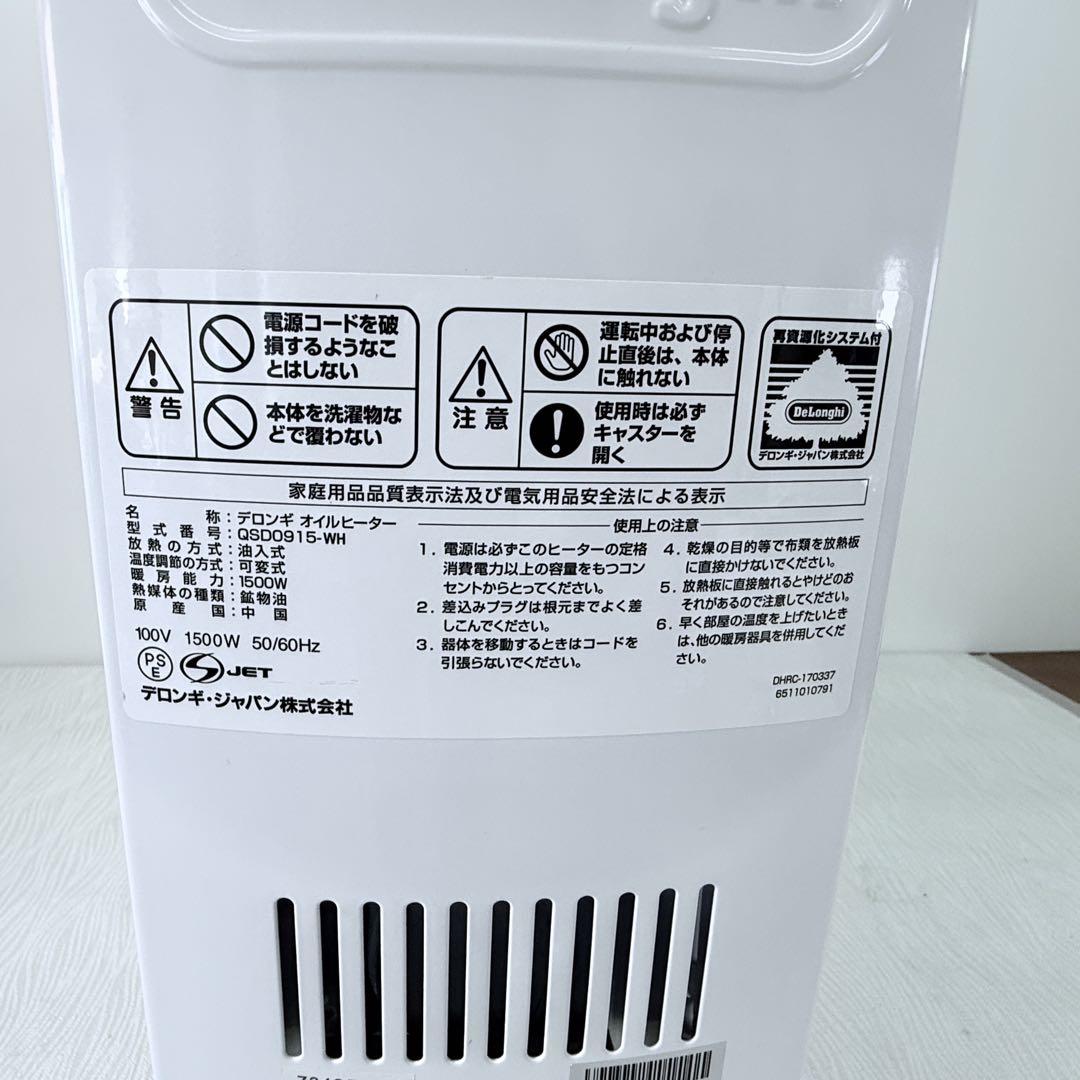 電源コードを破
損するようなこ
とはしない
警告
本体を洗濯物な
どで覆わない
運転中および停
止直後は、本体
に触れない
注意
使用時は必ず
キャスターを
開く
再資源化システム付
DeLonghi
デロンギ・ジャパン株式会社
家庭用品品質表示法及び電気用品安全法による表示
名称：デロンギ オイルヒーター
型式番号：QSD0915-WH
放熱の方式：油入式
温度調節の方式：可変式
暖房能力：1500W
熱媒体の種類：鉱物油
原産国：中国
100V 1500W 50/60Hz
PS
E
JET
デロンギ・ジャパン株式会社
使用上の注意
1．電源は必ずこのヒーターの定格
消費電力以上の容量をもつコン
セントからとってください。
2．差込みプラグは根元までよく差
しこんでください。
3．器体を移動するときはコードを
引張らないでください。
4．乾燥の目的等で布類を放熱板
に直接かけないでください。
5．放熱板に直接触れるとやけどのお
それがあるので注意してください。
6．早く部屋の温度を上げたいとき
は、他の暖房器具を併用してくだ
さい。
DHRC-170337
6511010791